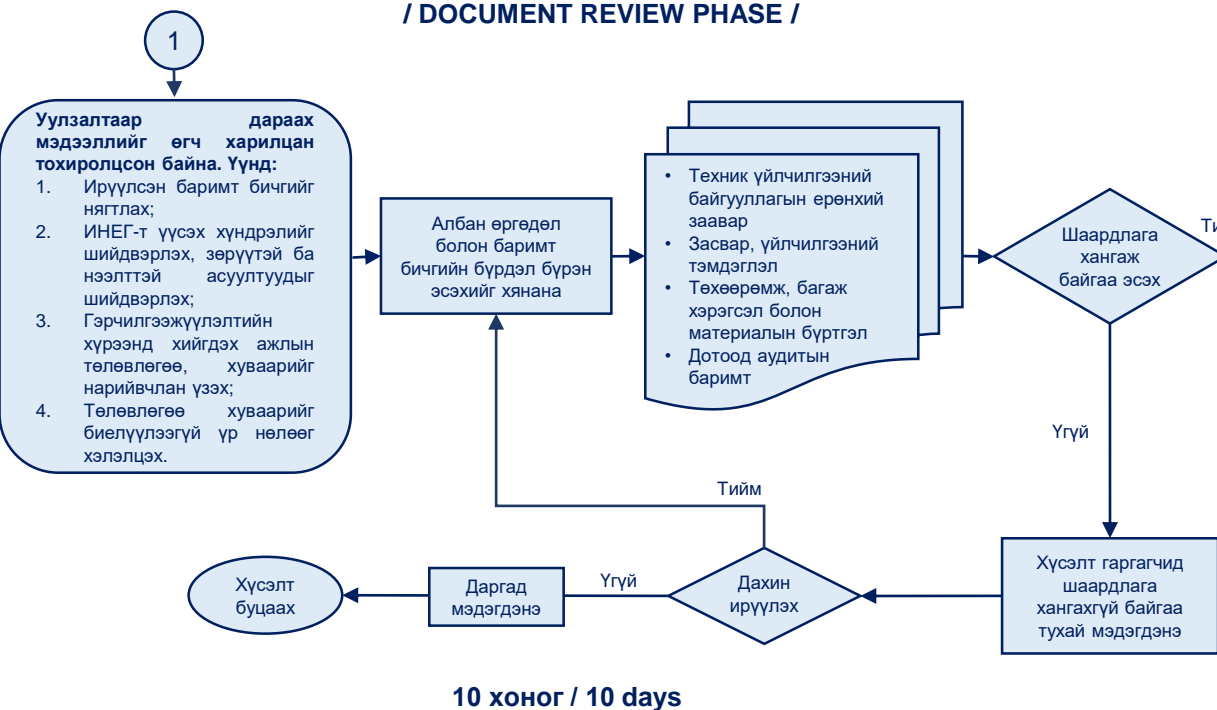 / DOCUMENT REVIEW PHASE /
1
Уулзалтаар дараах
мэдээллийг өгч харилцан
тохиролцсон байна. Үүнд:
1. Ирүүлсэн баримт бичгийг
нягтлах;
2. ИНЕГ-т үүсэх хүндрэлийг
шийдвэрлэх, зөрүүтэй ба
нээлттэй асуултуудыг
шийдвэрлэх;
3. Гэрчилгээжүүлэлтийн
хүрээнд хийгдэх ажлын
төлөвлөгөө, хуваарийг
нарийвчлан үзэх;
4. Төлөвлөгөө хуваарийг
биелүүлээгүй үр нөлөөг
хэлэлцэх.
Албан өргөдөл
болон баримт
бичгийн бүрдэл бүрэн
эсэхийг хянана
• Техник үйлчилгээний
байгууллагын ерөнхий
заавар
• Засвар, үйлчилгээний
тэмдэглэл
• Төхөөрөмж, багаж
хэрэгсэл болон
материалын бүртгэл
• Дотоод аудитын
баримт
Шаардлага
хангаж
байгаа эсэх
Үгүй
Хүсэлт гаргагчид
шаардлага
хангахгүй байгаа
тухай мэдэгдэнэ
Дахин
ирүүлэх
Тийм
Үгүй
Даргад
мэдэгдэнэ
Хүсэлт
буцаах
10 хоног / 10 days